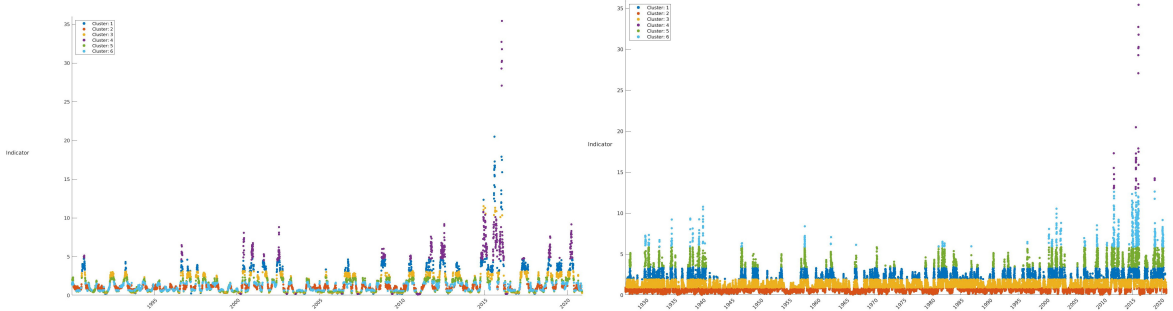 35
Cluster: 1
Cluster: 2
Cluster: 3
Cluster: 4
Cluster: 5
Cluster: 6
30
25
20
Indicator
15
10
5
0
1995
2000
2005
2010
2015
2020
35
Cluster: 1
Cluster: 2
Cluster: 3
Cluster: 4
Cluster: 5
Cluster: 6
30
25
20
Indicator
15
10
5
0
1930
1935
1940
1945
1950
1955
1960
1965
1970
1975
1980
1985
1990
1995
2000
2005
2010
2015
2020